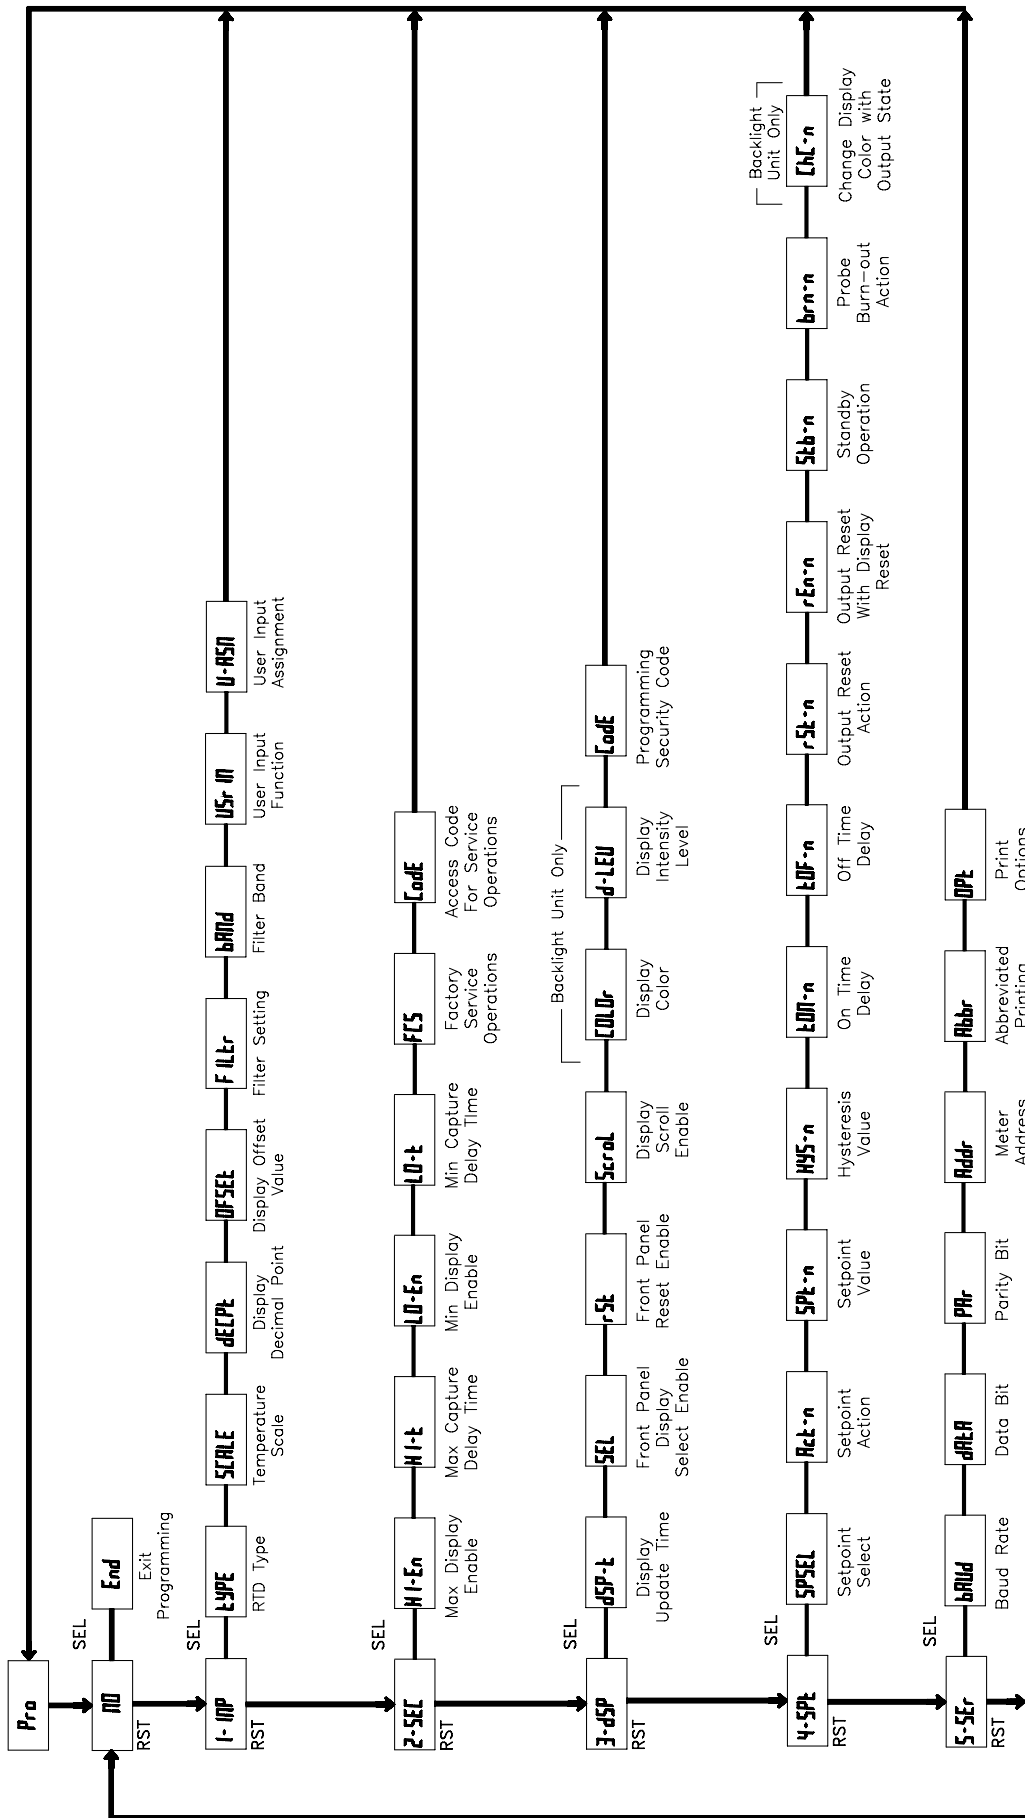 Pro
NO
SEL
RST
End
Exit
Programming
1-INP
SEL
RST
tYPE
RTD Type
SCALE
Temperature
Scale
dECPt
Display
Decimal Point
OFSEt
Display Offset
Value
FILtr
Filter Setting
bANd
Filter Band
USr IN
User Input
Function
U-ASN
User Input
Assignment
2-SEC
RST
HI-En
Max Display
Enable
HI-t
Max Capture
Delay Time
LO-En
Min Display
Enable
LO-t
Min Capture
Delay TIme
FCS
Factory
Service
Operations
CodE
Access Code
For Service
Operations
3-dSP
SEL
RST
dSP-t
Display
Update Time
SEL
Front Panel
Display
Select Enable
rSt
Front Panel
Reset Enable
ScroL
Display
Scroll
Enable
Backlight Unit Only
COLOr
Display
Color
d-LEV
Display
Intensity
Level
CodE
Programming
Security Code
4-SPt
SEL
RST
SPSEL
Setpoint
Select
Act-n
Setpoint
Action
SPt-n
Setpoint
Value
HYS-n
Hysteresis
Value
tON-n
On Time
Delay
tOF-n
Off Time
Delay
rSt-n
Output Reset
Action
rEn-n
Output Reset
With Display
Reset
Stb-n
Standby
Operation
brn-n
Probe
Burn-out
Action
Backlight
Unit Only
ChC-n
Change Display
Color with
Output State
5-SEr
SEL
RST
bAUd
Baud Rate
dAtA
Data Bit
PAr
Parity Bit
Addr
Meter
Address
Abbr
Abbreviated
Printing
OPt
Print
Options